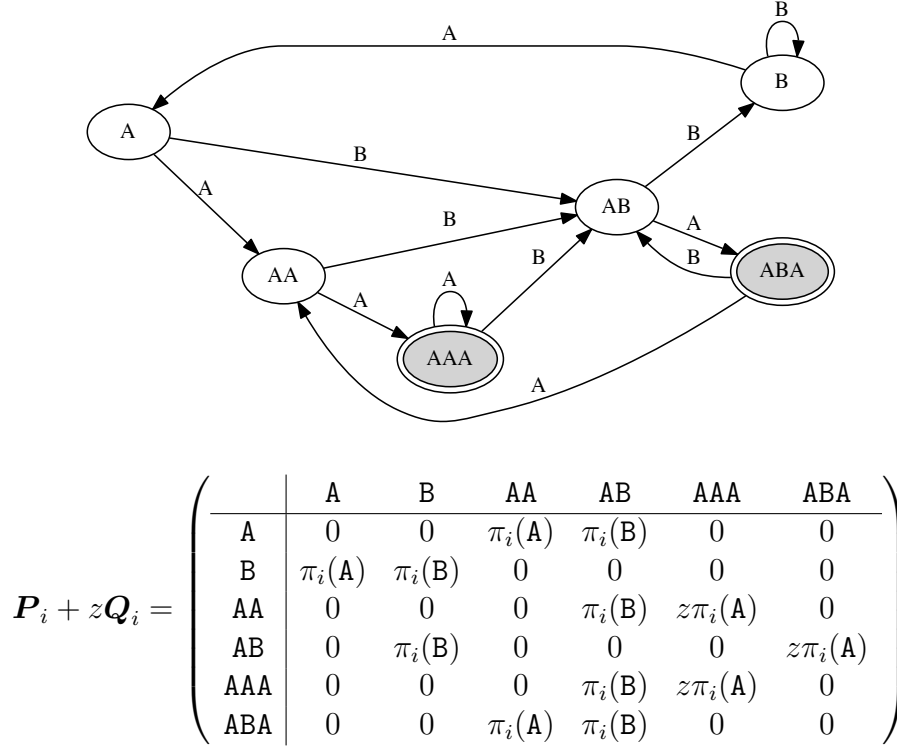 B
A
B
A
B
B
A
AB
A
B
AA
B
ABA
A
A
B
AAA
A
A B AA AB AAA ABA
A 0 0 π_i(A) π_i(B) 0 0
B π_i(A) π_i(B) 0 0 0 0
P_i + zQ_i = AA 0 0 0 π_i(B) zπ_i(A) 0
AB 0 π_i(B) 0 0 0 zπ_i(A)
AAA 0 0 0 π_i(B) zπ_i(A) 0
ABA 0 0 π_i(A) π_i(B) 0 0